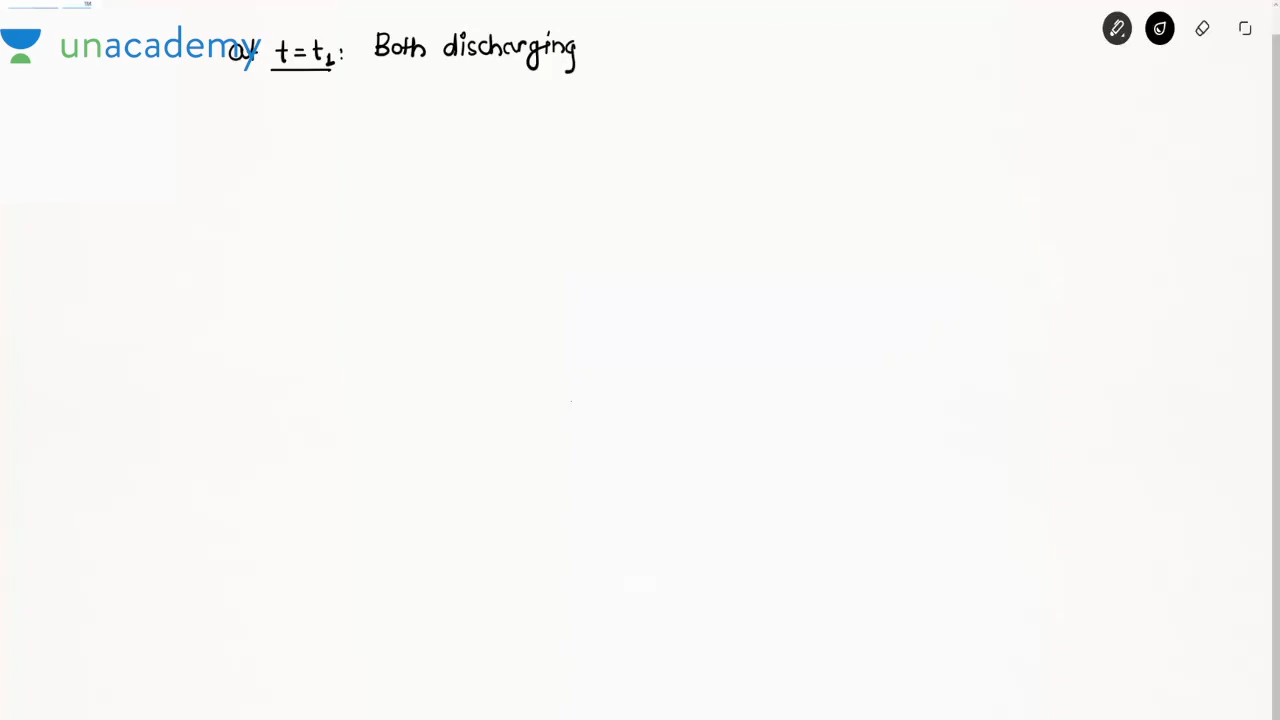 unacademy
at t = t₁ : Both discharging